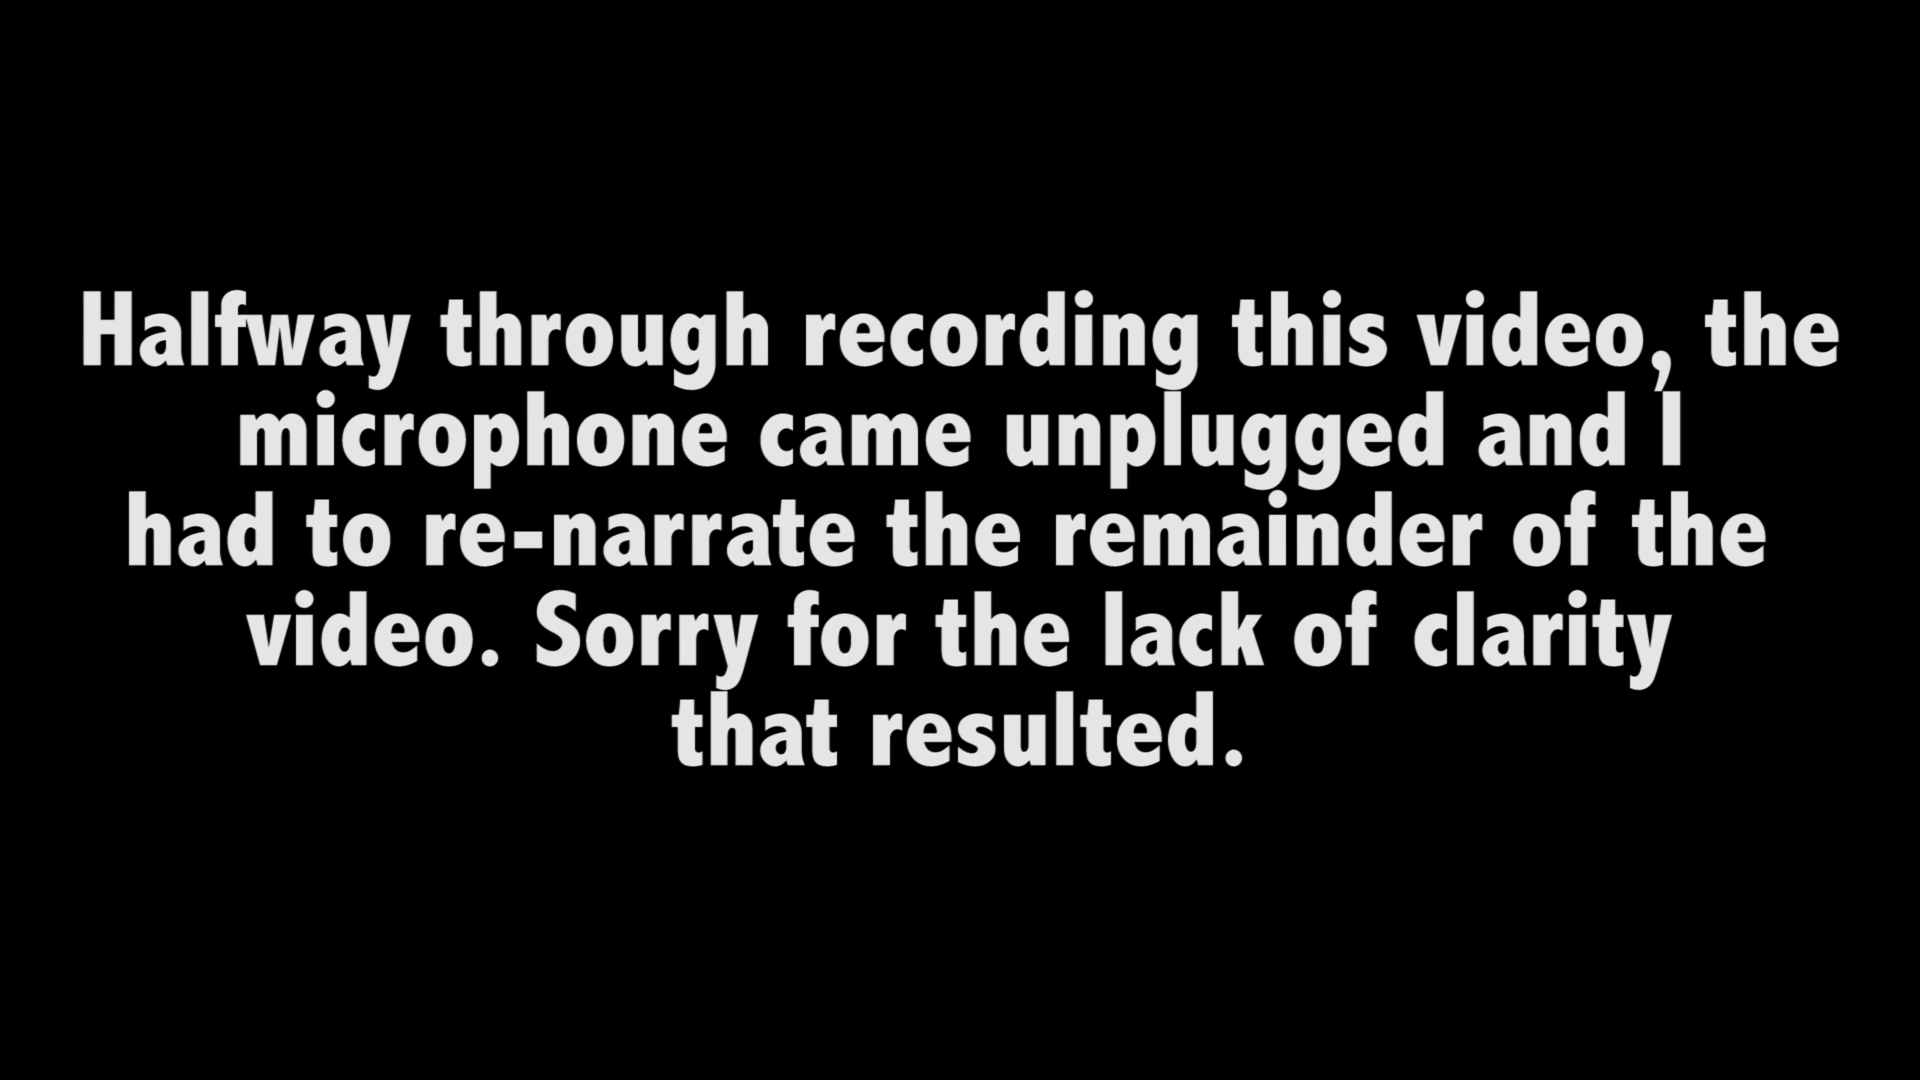 Halfway through recording this video, the
microphone came unplugged and I
had to re-narrate the remainder of the
video. Sorry for the lack of clarity
that resulted.